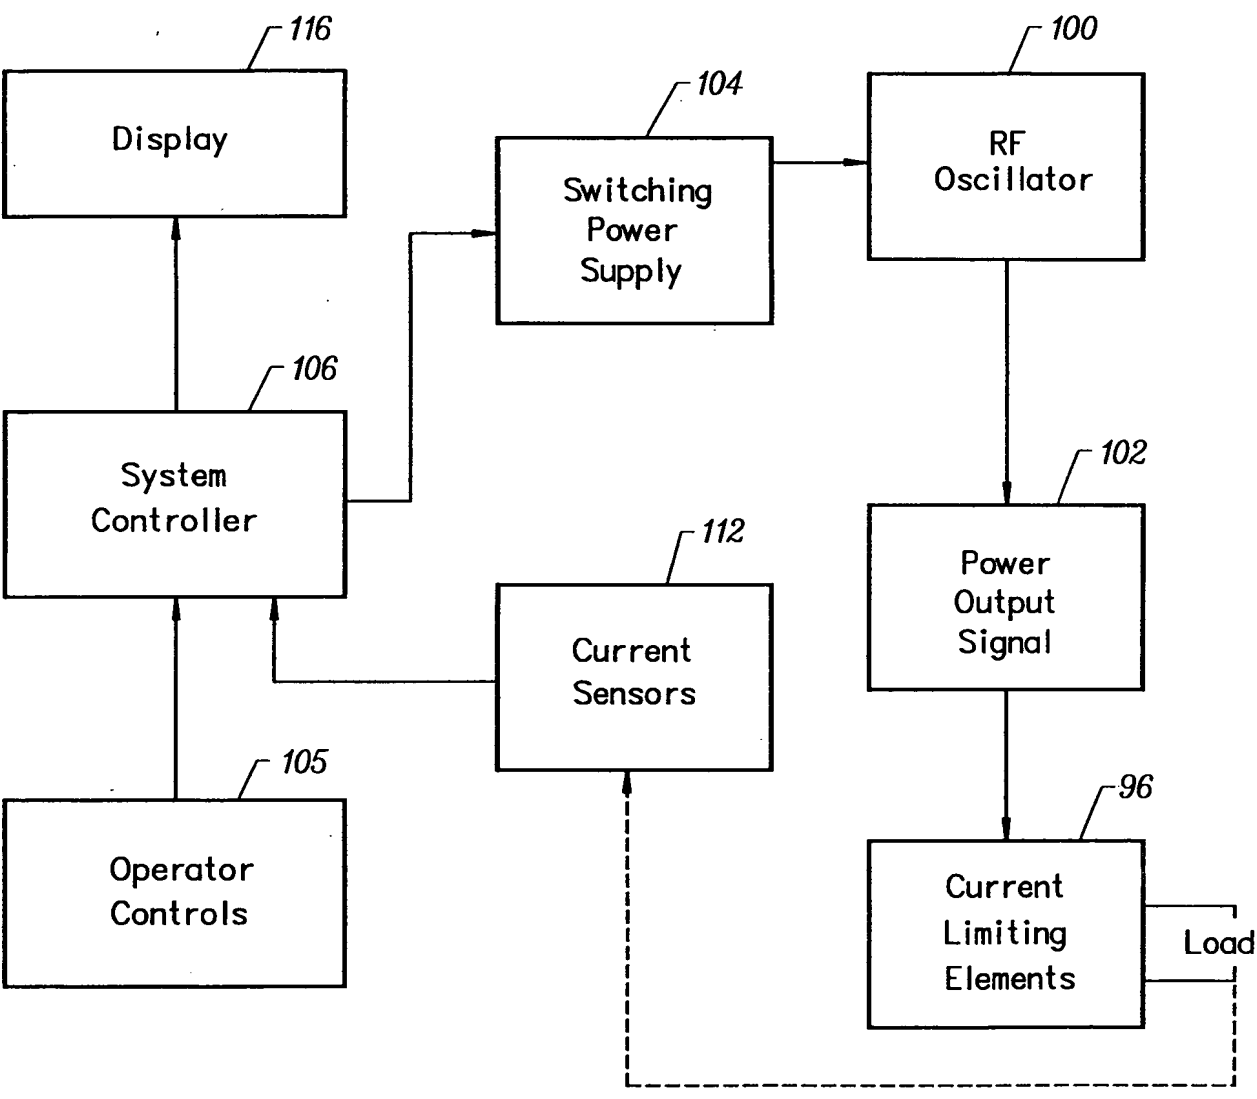 116
Display
104
Switching
Power
Supply
100
RF
Oscillator
106
System
Controller
112
Current
Sensors
102
Power
Output
Signal
105
Operator
Controls
96
Current
Limiting
Elements
Load